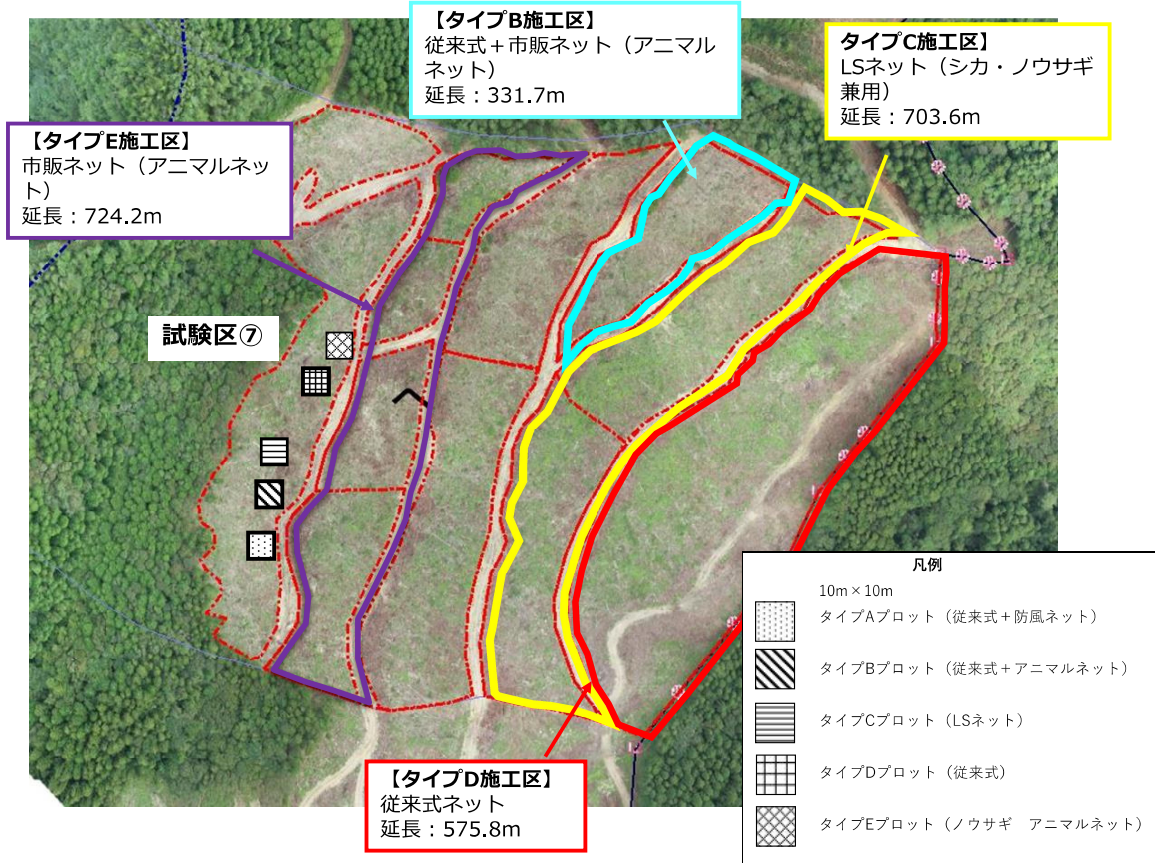 【タイプB施工区】
従来式+市販ネット（アニマル
ネット）
延長：331.7m
タイプC施工区】
LSネット（シカ・ノウサギ
兼用）
延長：703.6m
【タイプE施工区】
市販ネット（アニマルネッ
ト）
延長：724.2m
試験区⑦
【タイプD施工区】
従来式ネット
延長：575.8m
凡例
10m×10m
タイプAプロット（従来式+防風ネット）
タイプBプロット（従来式+アニマルネット）
タイプCプロット（LSネット）
タイプDプロット（従来式）
タイプEプロット（ノウサギ　アニマルネット）